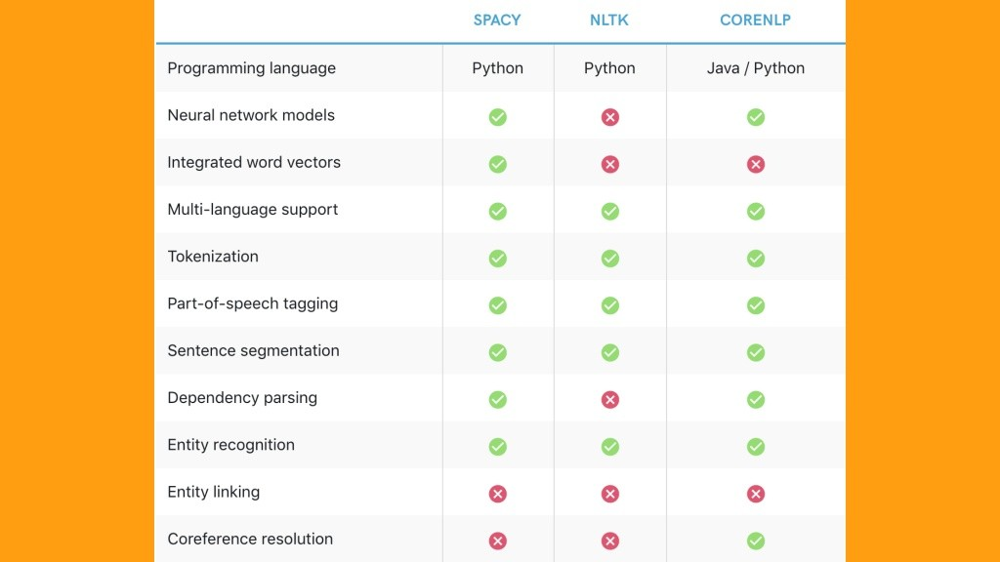 SPACY NLTK CORENLP
Programming language Python Python Java / Python
Neural network models
Integrated word vectors
Multi-language support
Tokenization
Part-of-speech tagging
Sentence segmentation
Dependency parsing
Entity recognition
Entity linking
Coreference resolution